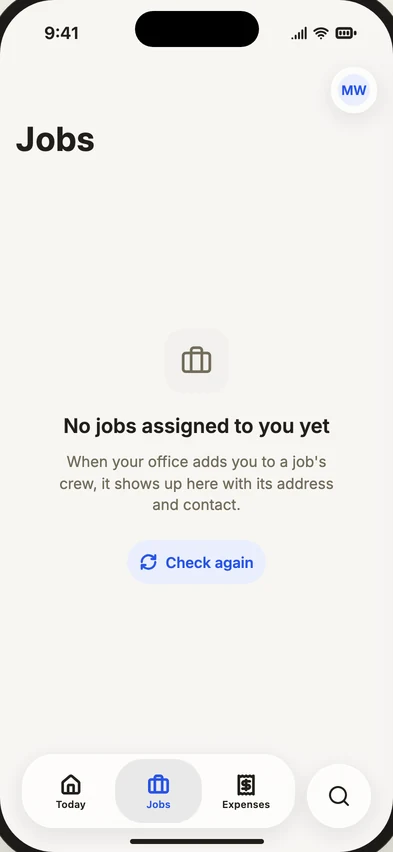 9:41
MW
Jobs
No jobs assigned to you yet
When your office adds you to a job's
crew, it shows up here with its address
and contact.
Check again
Today
Jobs
Expenses